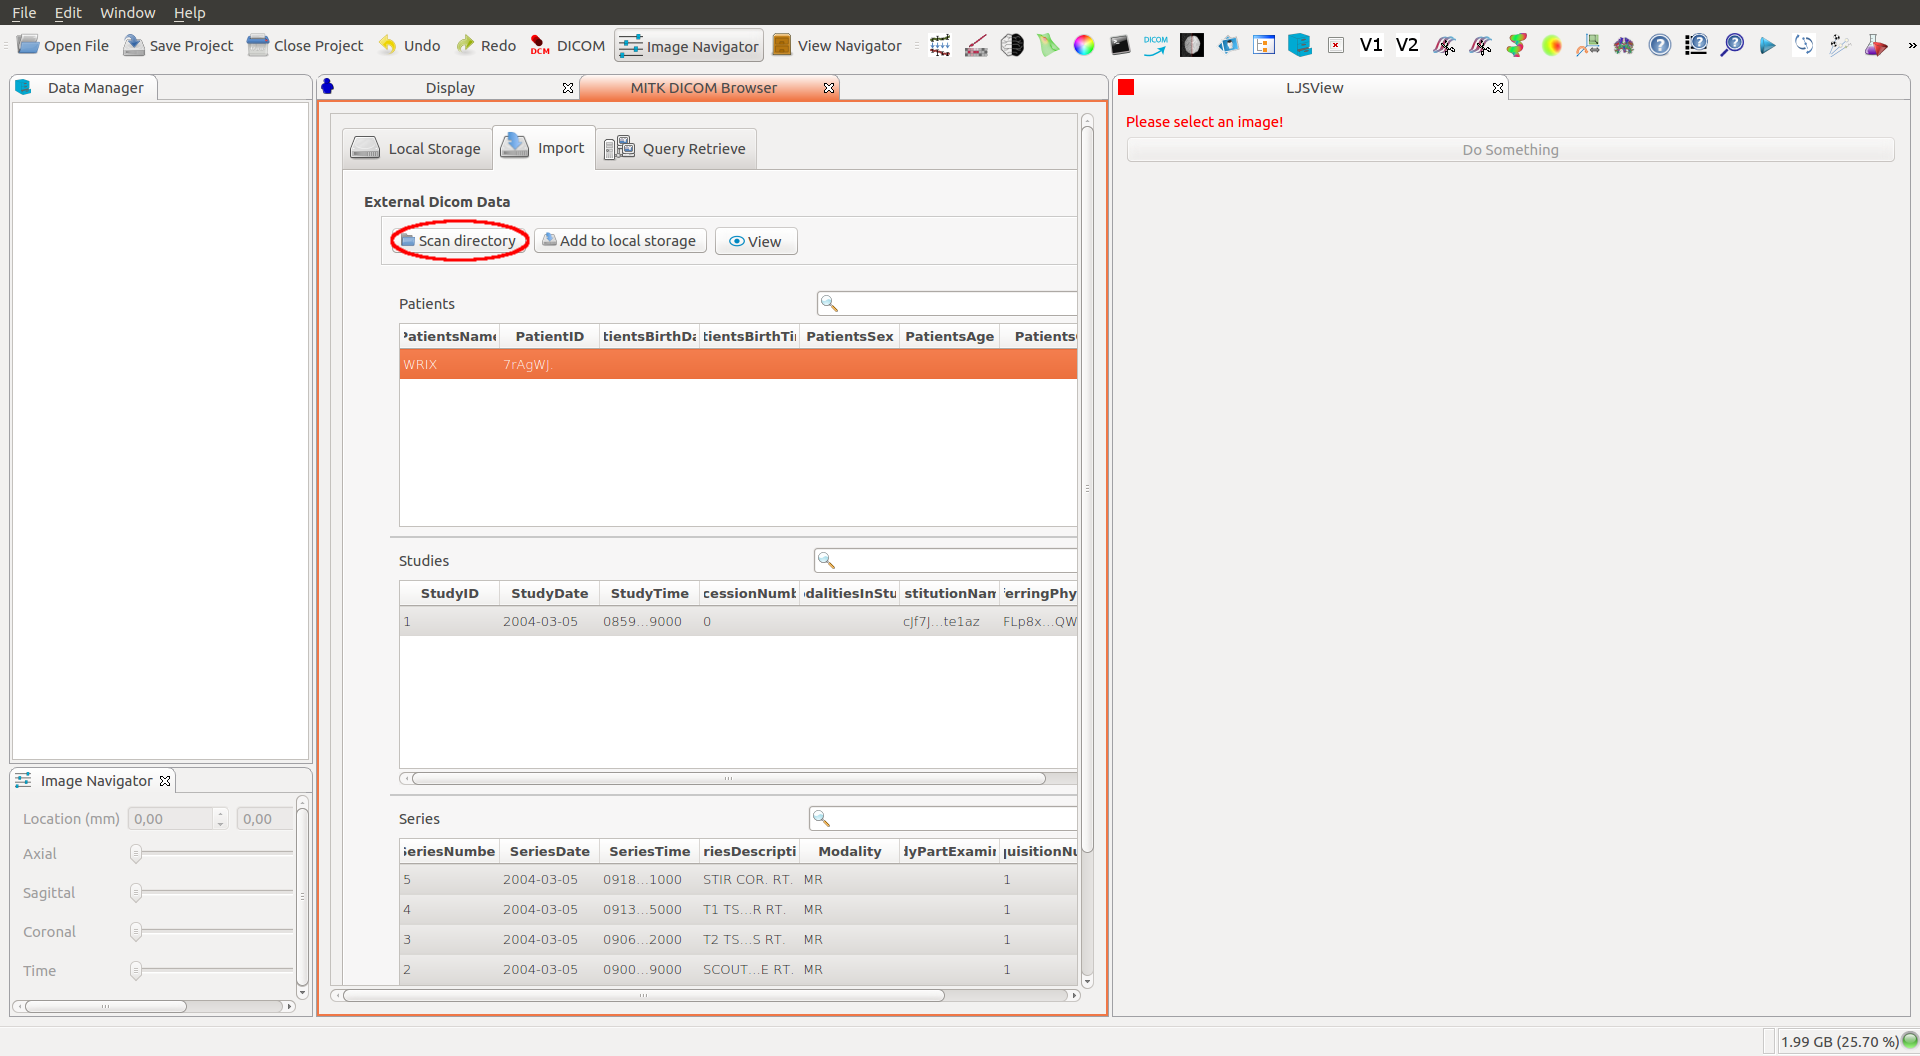 File Edit Window Help
Open File Save Project Close Project Undo Redo DCM DICOM Image Navigator View Navigator DICOM V1 V2 »
Data Manager
Display
MITK DICOM Browser
LJSView
Local Storage
Import
Query Retrieve
Please select an image!
Do Something
External Dicom Data
Scan directory
Add to local storage
View
Patients
PatientsName PatientID tientsBirthDa tientsBirthTi PatientsSex PatientsAge Patients
WRIX 7rAgWJ.
Studies
StudyID StudyDate StudyTime cessionNumb dalitiesInStu stitutionNam erringPhy
1 2004-03-05 0859...9000 0 cJf7J...te1az FLp8x...QW
Image Navigator
Location (mm) 0,00 0,00
Axial
Sagittal
Coronal
Time
Series
SeriesNumbe SeriesDate SeriesTime riesDescripti Modality dyPartExamin quisitionNu
5 2004-03-05 0918...1000 STIR COR. RT. MR 1
4 2004-03-05 0913...5000 T1 TS...R RT. MR 1
3 2004-03-05 0906...2000 T2 TS...S RT. MR 1
2 2004-03-05 0900...9000 SCOUT...E RT. MR 1
1.99 GB (25.70 %)